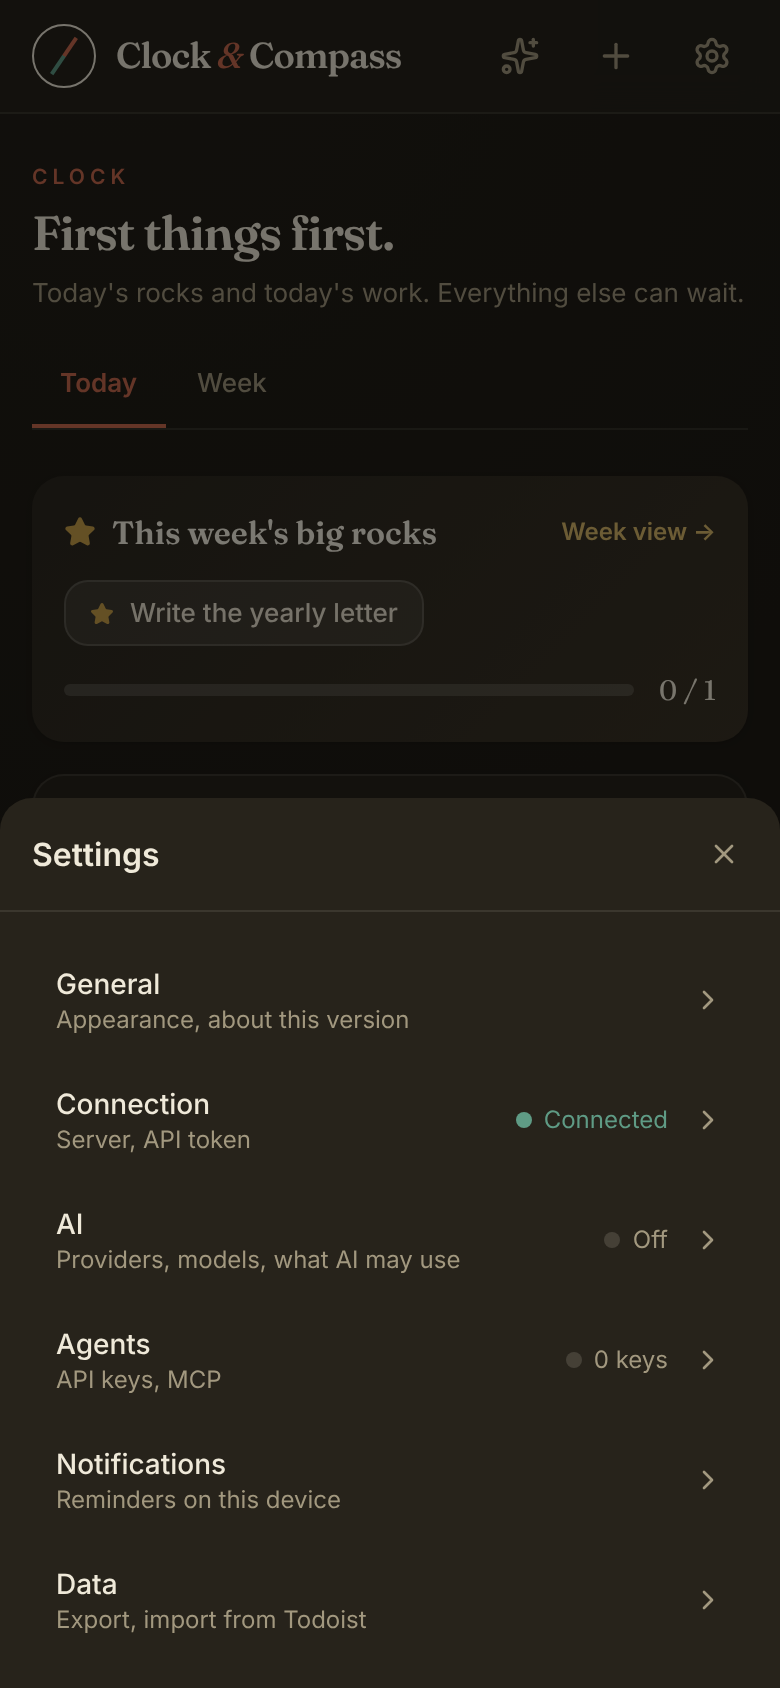 Clock & Compass
CLOCK
First things first.
Today's rocks and today's work. Everything else can wait.
Today
Week
This week's big rocks
Week view →
Write the yearly letter
0 / 1
Settings
General
Appearance, about this version
Connection
Server, API token
Connected
AI
Providers, models, what AI may use
Off
Agents
API keys, MCP
0 keys
Notifications
Reminders on this device
Data
Export, import from Todoist